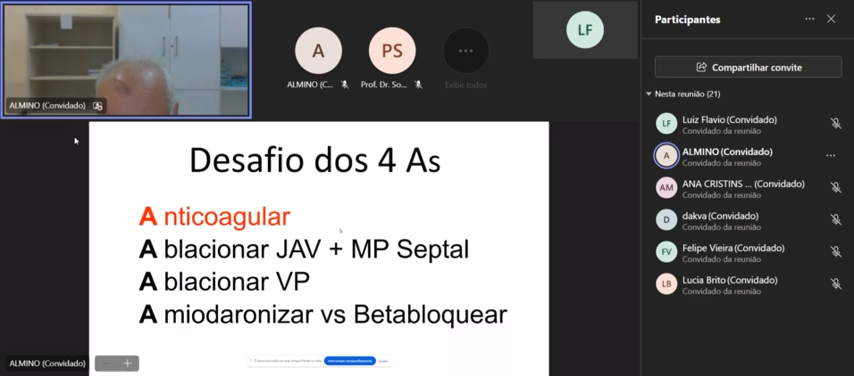 ALMINO (Convidado)
A
ALMINO (C...
PS
Prof. Dr. So...
Exibir todos
LF
Desafio dos 4 As
A nticoagular
A blacionar JAV + MP Septal
A blacionar VP
A miodaronizar vs Betabloquear
ALMINO (Convidado)
Participantes
Compartilhar convite
Nesta reunião (21)
LF
Luiz Flavio (Convidado)
Convidado da reunião
A
ALMINO (Convidado)
Convidado da reunião
AM
ANA CRISTINS ... (Convidado)
Convidado da reunião
D
dakva (Convidado)
Convidado da reunião
FV
Felipe Vieira (Convidado)
Convidado da reunião
LB
Lucia Brito (Convidado)
Convidado da reunião